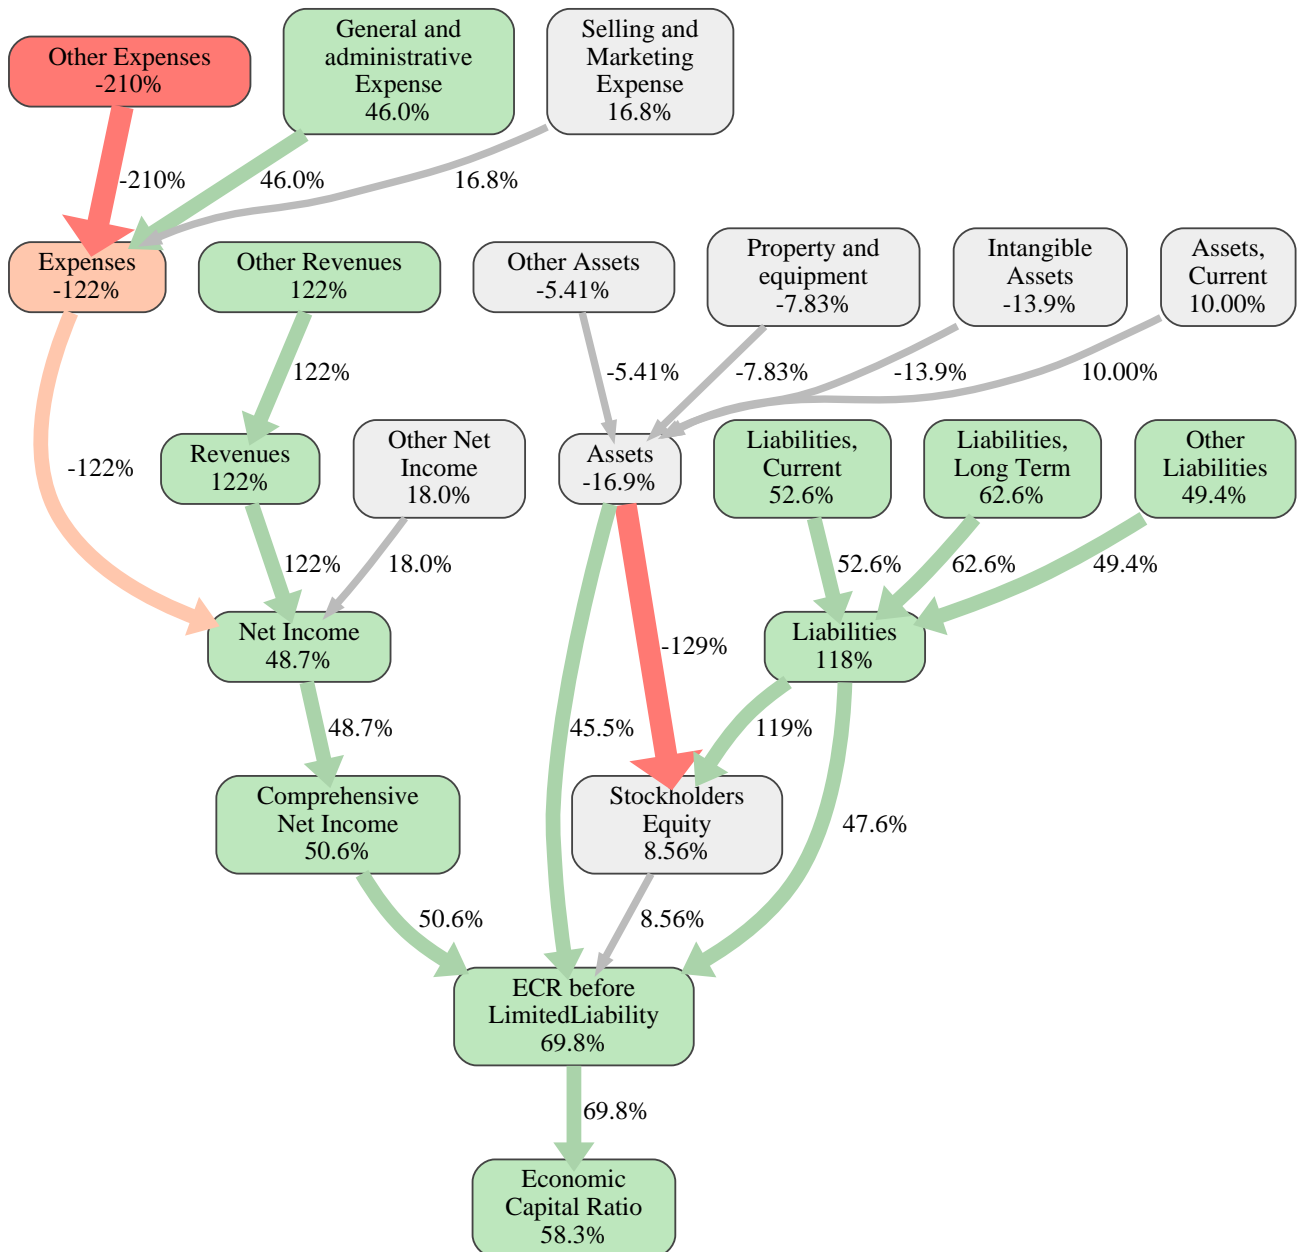 Other Expenses
-210%
General and
administrative
Expense
46.0%
Selling and
Marketing
Expense
16.8%
-210%
46.0%
16.8%
Expenses
-122%
Other Revenues
122%
Other Assets
-5.41%
Property and
equipment
-7.83%
Intangible
Assets
-13.9%
Assets,
Current
10.00%
122%
-5.41%
-7.83%
-13.9%
10.00%
-122%
Revenues
122%
Other Net
Income
18.0%
Assets
-16.9%
Liabilities,
Current
52.6%
Liabilities,
Long Term
62.6%
Other
Liabilities
49.4%
122%
18.0%
52.6%
62.6%
49.4%
Net Income
48.7%
-129%
Liabilities
118%
48.7%
45.5%
119%
Comprehensive
Net Income
50.6%
Stockholders
Equity
8.56%
47.6%
50.6%
8.56%
ECR before
LimitedLiability
69.8%
69.8%
Economic
Capital Ratio
58.3%